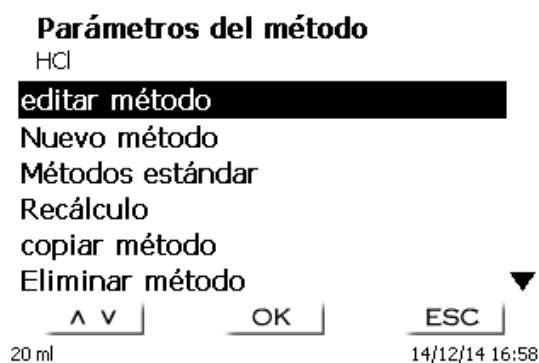 Parámetros del método
HCl
editar método
Nuevo método
Métodos estándar
Recálculo
copiar método
Eliminar método
OK ESC
20 ml 14/12/14 16:58